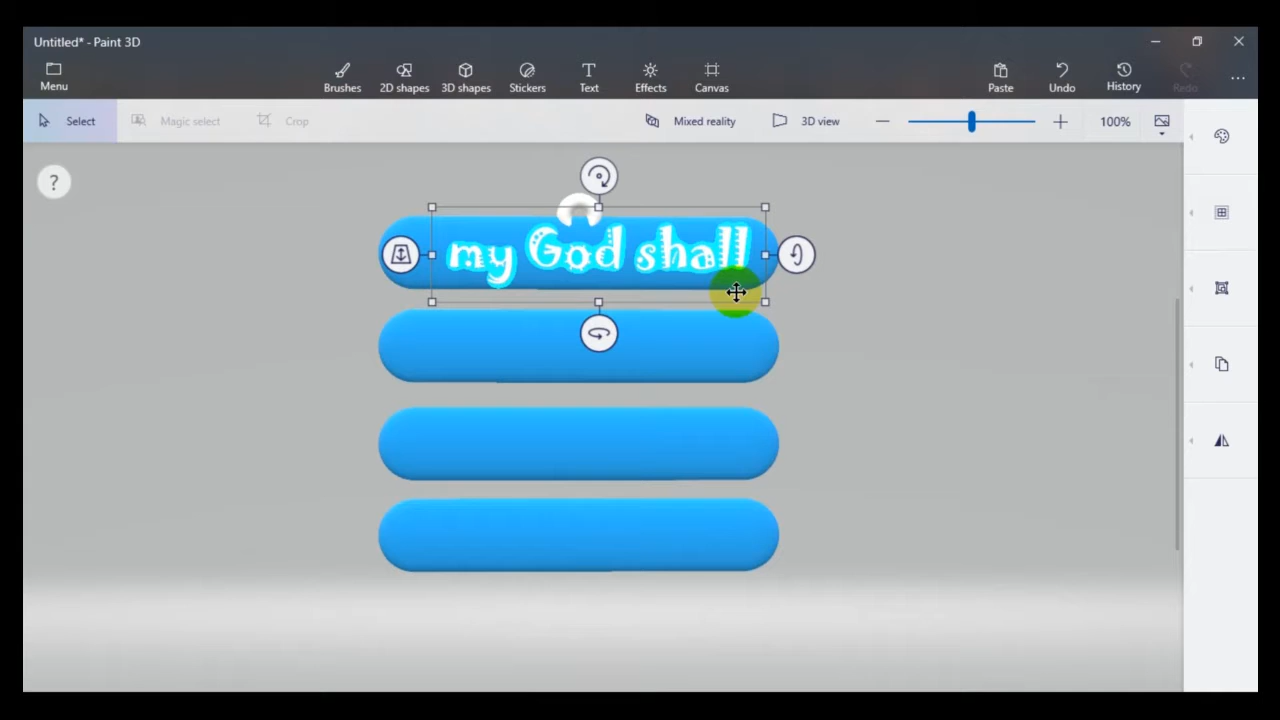 Untitled* - Paint 3D
Menu
Brushes
2D shapes
3D shapes
Stickers
Text
Effects
Canvas
Paste
Undo
History
Redo
Select
Magic select
Crop
Mixed reality
3D view
100%
?
my God shall